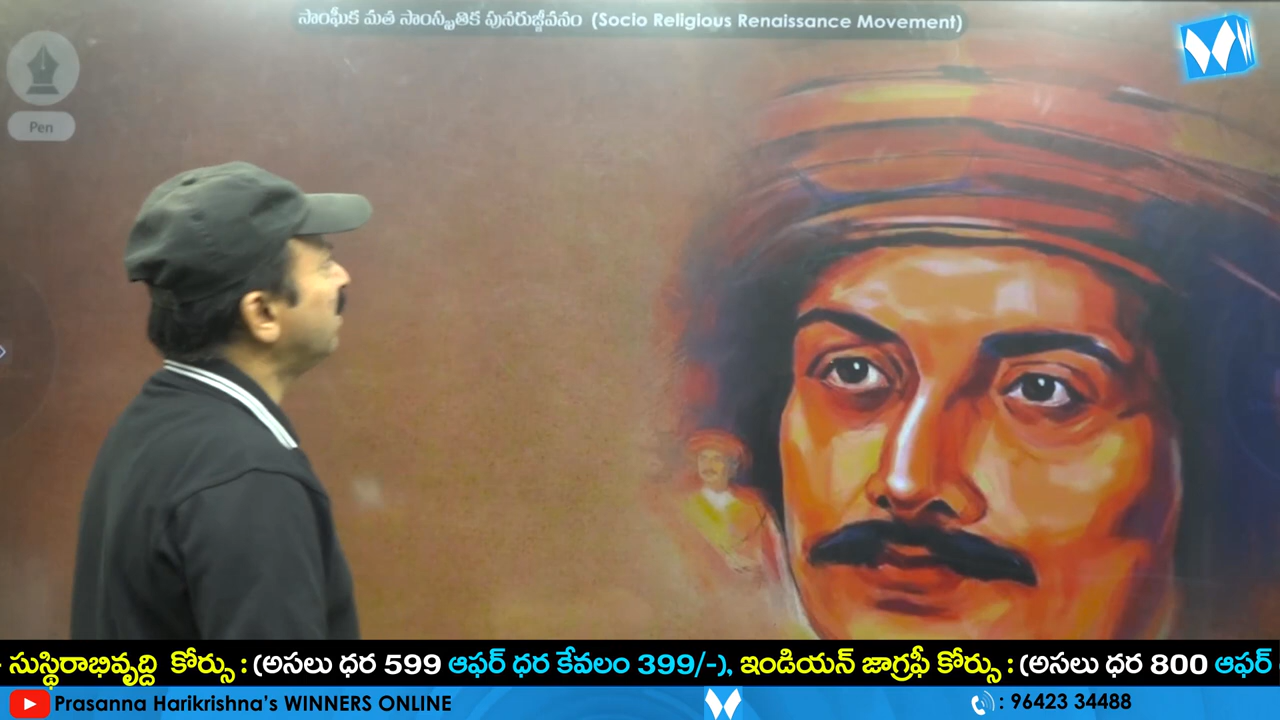 సాంఘీక మత సాంస్కృతిక పునరుజ్జీవనం (Socio Religious Renaissance Movement)
Pen
సుస్థిరాభివృద్ధి కోర్సు : (అసలు ధర 599 ఆఫర్ ధర కేవలం 399/-), ఇండియన్ జాగ్రఫీ కోర్సు : (అసలు ధర 800 ఆఫర్
Prasanna Harikrishna's WINNERS ONLINE
W
: 96423 34488